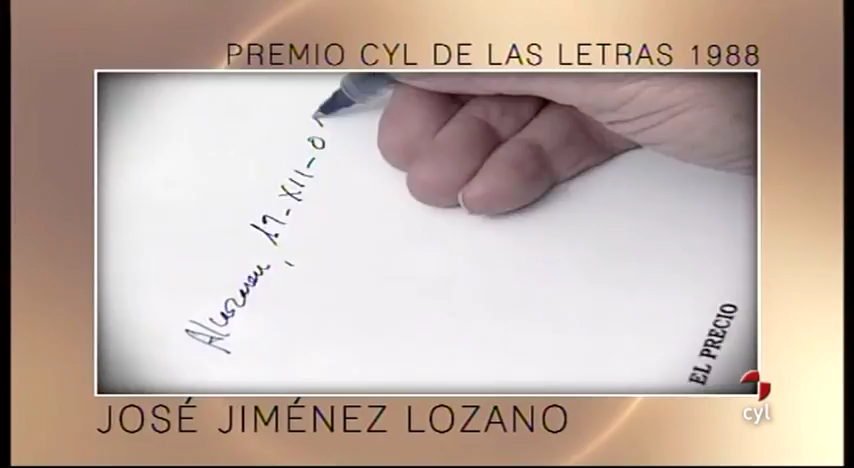 PREMIO CYL DE LAS LETRAS 1988
Alcazaren, 17-XII-0
EL PRECIO
cyl
JOSÉ JIMÉNEZ LOZANO